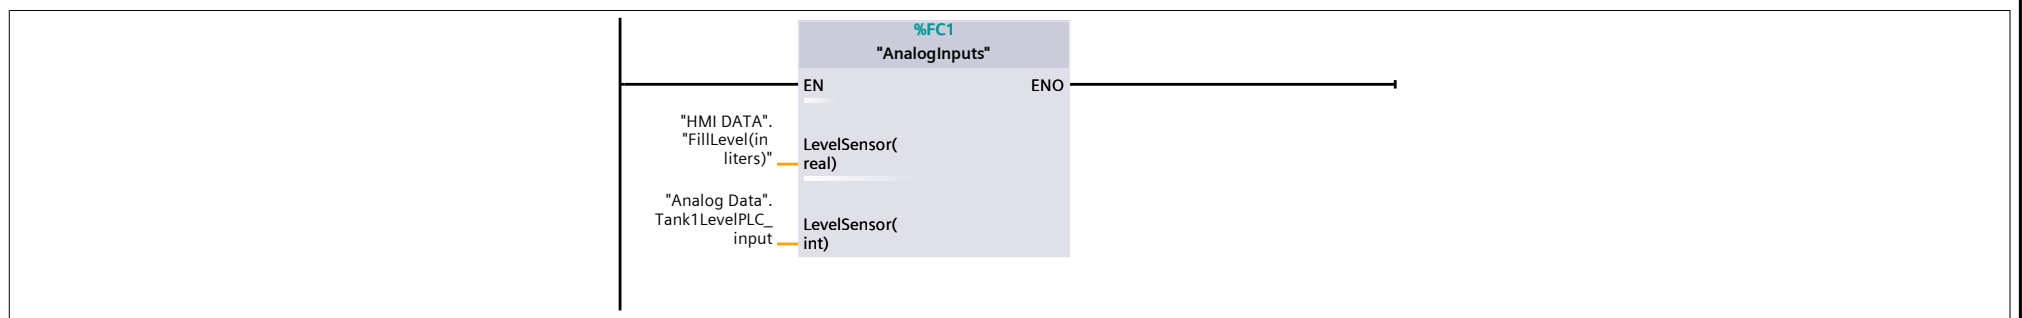 %FC1
"AnalogInputs"
EN
ENO
"HMI DATA".
"FillLevel(in
liters)"
LevelSensor(
real)
"Analog Data".
Tank1LevelPLC_
input
LevelSensor(
int)